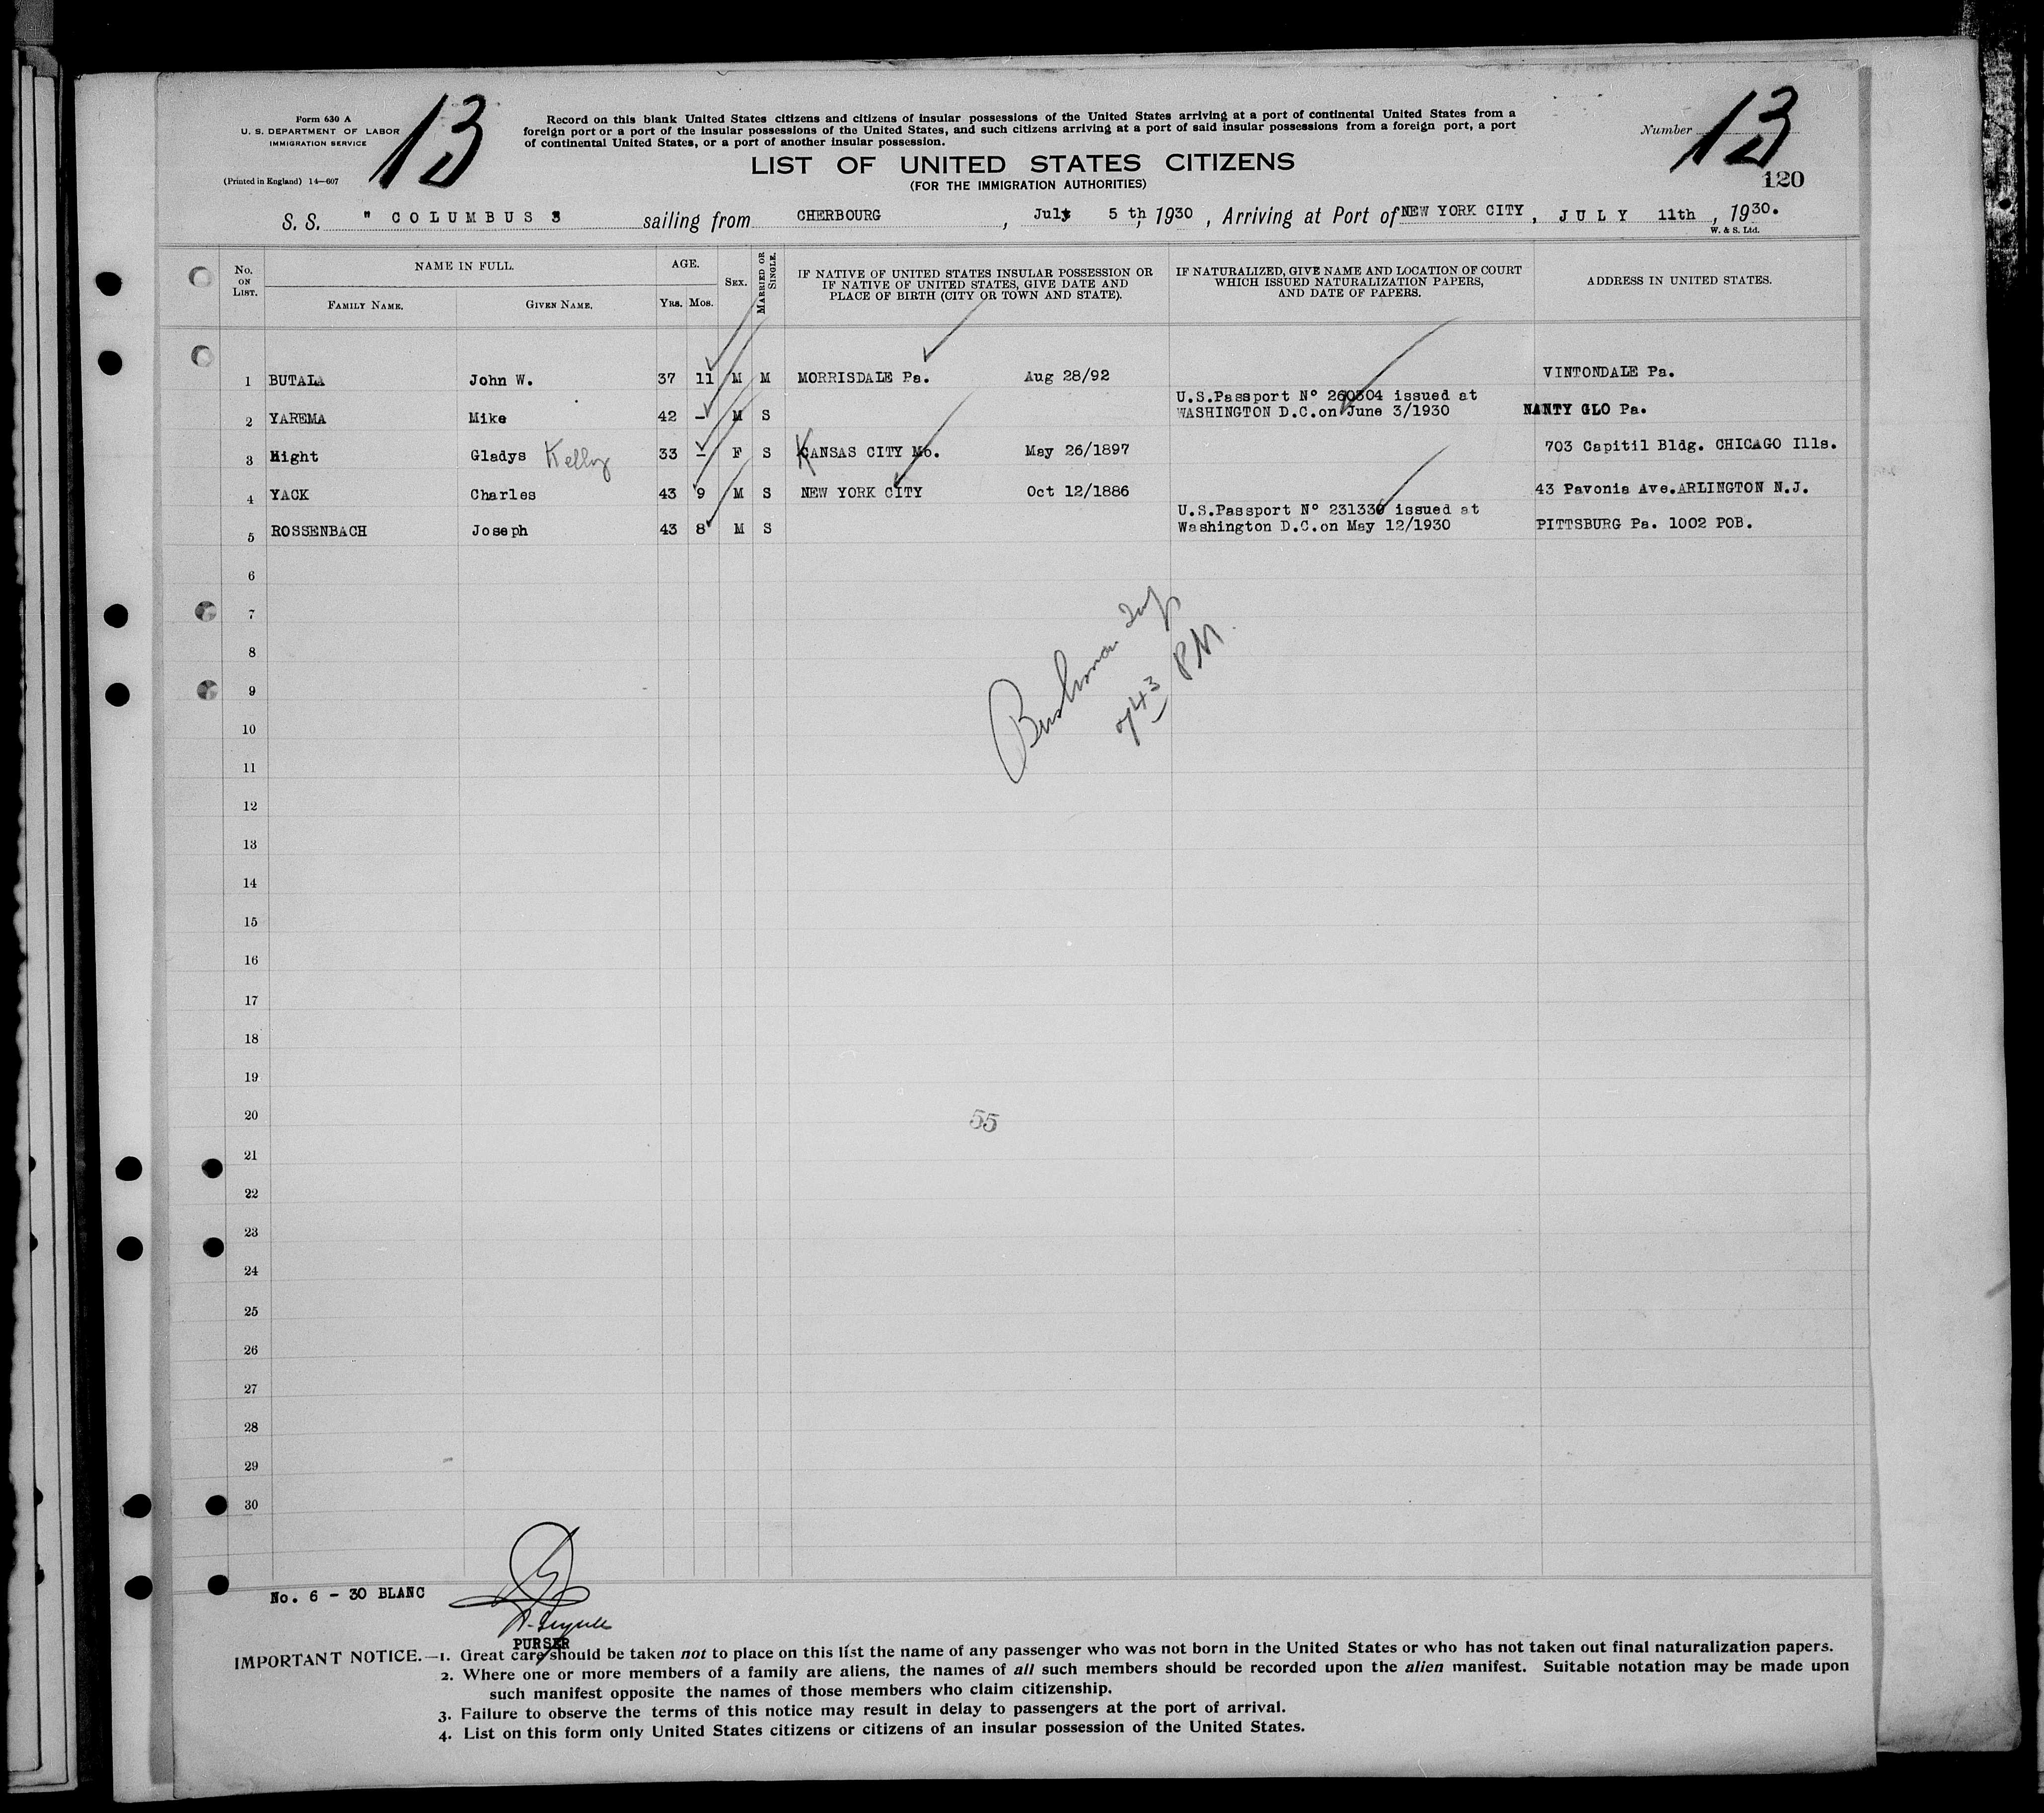 Form 630 A
U. S. DEPARTMENT OF LABOR
IMMIGRATION SERVICE
(Printed in England) 14—607
13
Record on this blank United States citizens and citizens of insular possessions of the United States arriving at a port of continental United States from a
foreign port or a port of the insular possessions of the United States, and such citizens arriving at a port of said insular possessions from a foreign port, a port
of continental United States, or a port of another insular possession.
Number 13
120
LIST OF UNITED STATES CITIZENS
(FOR THE IMMIGRATION AUTHORITIES)
S. S. " COLUMBUS sailing from CHERBOURG, July 5 th, 1930, Arriving at Port of NEW YORK CITY, JULY 11th, 1930.
W. & S. Ltd.
No. ON LIST. NAME IN FULL. AGE. SEX. MARRIED OR SINGLE. IF NATIVE OF UNITED STATES INSULAR POSSESSION OR IF NATIVE OF UNITED STATES, GIVE DATE AND PLACE OF BIRTH (CITY OR TOWN AND STATE). IF NATURALIZED, GIVE NAME AND LOCATION OF COURT WHICH ISSUED NATURALIZATION PAPERS, AND DATE OF PAPERS. ADDRESS IN UNITED STATES.
FAMILY NAME. GIVEN NAME. YRS. MOS.
1 BUTALA John W. 37 11 M M MORRISDALE Pa. Aug 28/92 VINTONDALE Pa.
U.S.Passport Nº 260304 issued at
2 YAREMA Mike 42 – M S WASHINGTON D.C.on June 3/1930 NANTY GLO Pa.
3 Hight Gladys Kelly 33 – F S KANSAS CITY Mo. May 26/1897 703 Capitil Bldg. CHICAGO Ills.
4 YACK Charles 43 9 M S NEW YORK CITY Oct 12/1886 43 Pavonia Ave.ARLINGTON N.J.
U.S.Passport Nº 231336 issued at
5 ROSSENBACH Joseph 43 8 M S Washington D.C.on May 12/1930 PITTSBURG Pa. 1002 POB.
6
7
8
9
10
11
12
13
14
15
16
17
18
19
20
55
21
22
23
24
25
26
27
28
29
30
No. 6 – 30 BLANC
PURSER
IMPORTANT NOTICE.—1. Great care should be taken not to place on this list the name of any passenger who was not born in the United States or who has not taken out final naturalization papers.
2. Where one or more members of a family are aliens, the names of all such members should be recorded upon the alien manifest. Suitable notation may be made upon
such manifest opposite the names of those members who claim citizenship.
3. Failure to observe the terms of this notice may result in delay to passengers at the port of arrival.
4. List on this form only United States citizens or citizens of an insular possession of the United States.